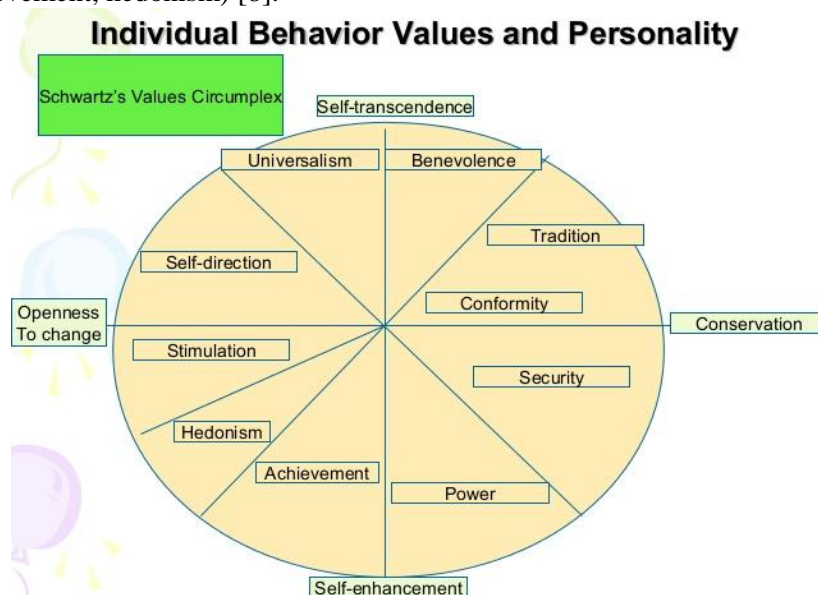 Individual Behavior Values and Personality
Schwartz's Values Circumplex
Self-transcendence
Universalism
Benevolence
Tradition
Self-direction
Conformity
Openness
To change
Conservation
Stimulation
Security
Hedonism
Achievement
Power
Self-enhancement